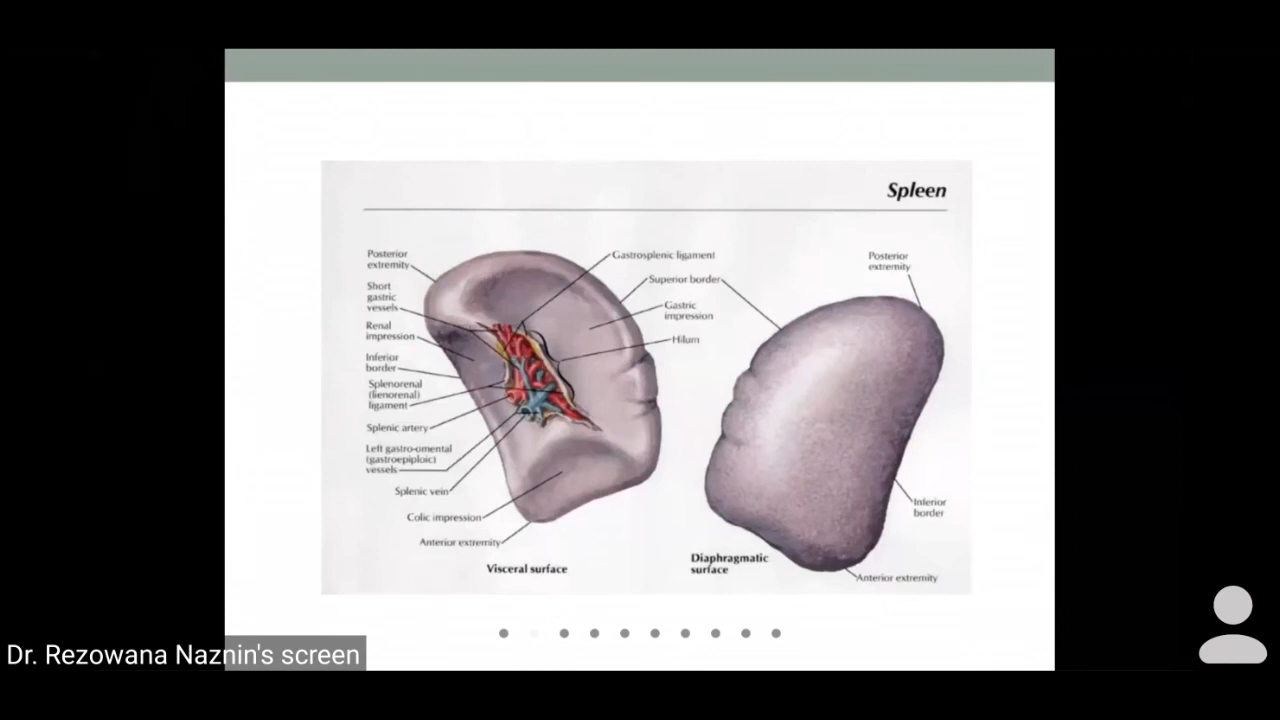 Spleen
Posterior
extremity
Short
gastric
vessels
Renal
impression
Inferior
border
Splenorenal
(lienorenal)
ligament
Splenic artery
Left gastro-omental
(gastroepiploic)
vessels
Splenic vein
Colic impression
Anterior extremity
Visceral surface
Gastrosplenic ligament
Superior border
Gastric
impression
Hilum
Posterior
extremity
Inferior
border
Anterior extremity
Diaphragmatic
surface
Dr. Rezowana Naznin's screen